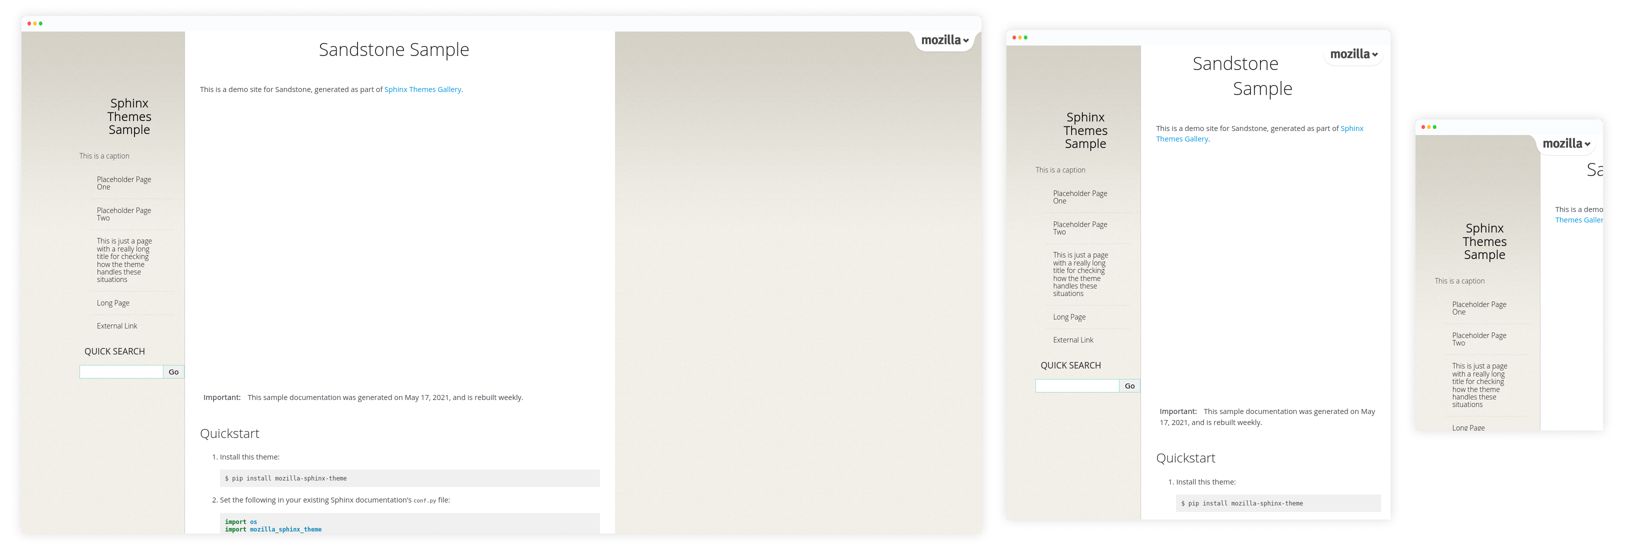 Sandstone Sample
mozilla
This is a demo site for Sandstone, generated as part of Sphinx Themes Gallery.
Sphinx
Themes
Sample
This is a caption
Placeholder Page
One
Placeholder Page
Two
This is just a page
with a really long
title for checking
how the theme
handles these
situations
Long Page
External Link
QUICK SEARCH
Go
Important: This sample documentation was generated on May 17, 2021, and is rebuilt weekly.
Quickstart
1. Install this theme:
$ pip install mozilla-sphinx-theme
2. Set the following in your existing Sphinx documentation's conf.py file:
import os
import mozilla_sphinx_theme
mozilla
Sandstone
Sample
This is a demo site for Sandstone, generated as part of Sphinx
Themes Gallery.
Sphinx
Themes
Sample
This is a caption
Placeholder Page
One
Placeholder Page
Two
This is just a page
with a really long
title for checking
how the theme
handles these
situations
Long Page
External Link
QUICK SEARCH
Go
Important: This sample documentation was generated on May
17, 2021, and is rebuilt weekly.
Quickstart
1. Install this theme:
$ pip install mozilla-sphinx-theme
mozilla
Sa
This is a demo
Themes Galler
Sphinx
Themes
Sample
This is a caption
Placeholder Page
One
Placeholder Page
Two
This is just a page
with a really long
title for checking
how the theme
handles these
situations
Long Page